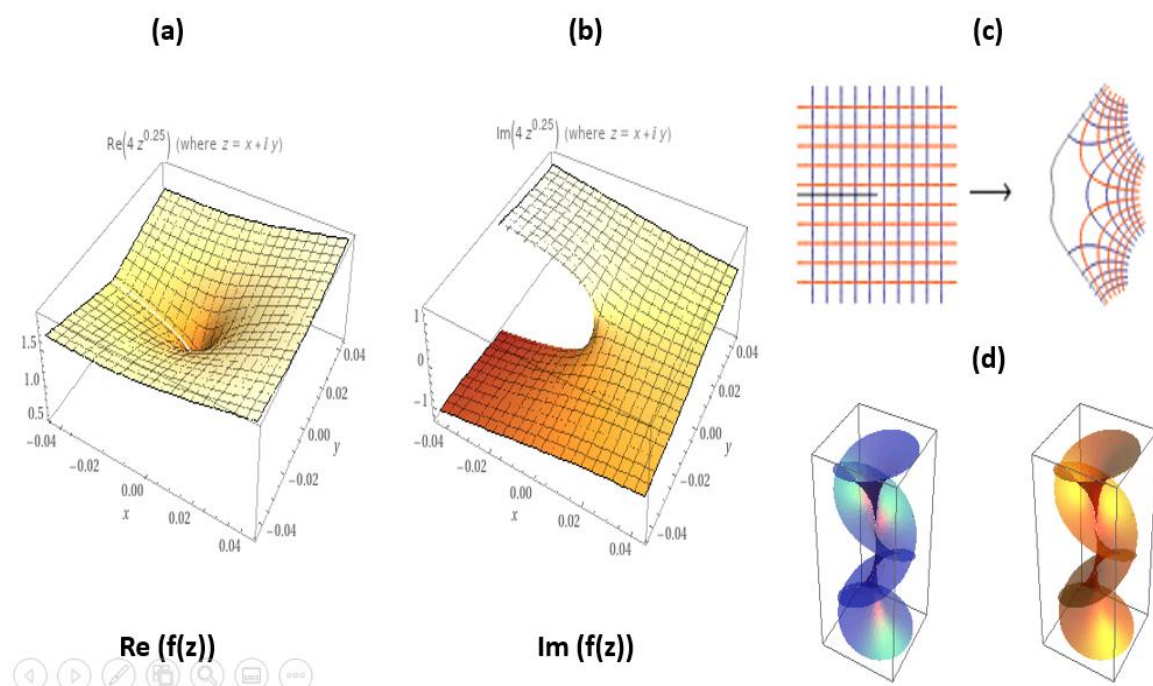 (a)
Re(4 z^0.25) (where z = x + i y)
1.5
1.0
0.5
−0.04
−0.02
0.00
x
0.02
0.04
0.04
0.02
0.00
y
−0.02
−0.04
Re (f(z))
(b)
Im(4 z^0.25) (where z = x + i y)
1
0
−1
−0.04
−0.02
0.00
x
0.02
0.04
0.04
0.02
0.00
y
−0.02
−0.04
Im (f(z))
(c)
(d)